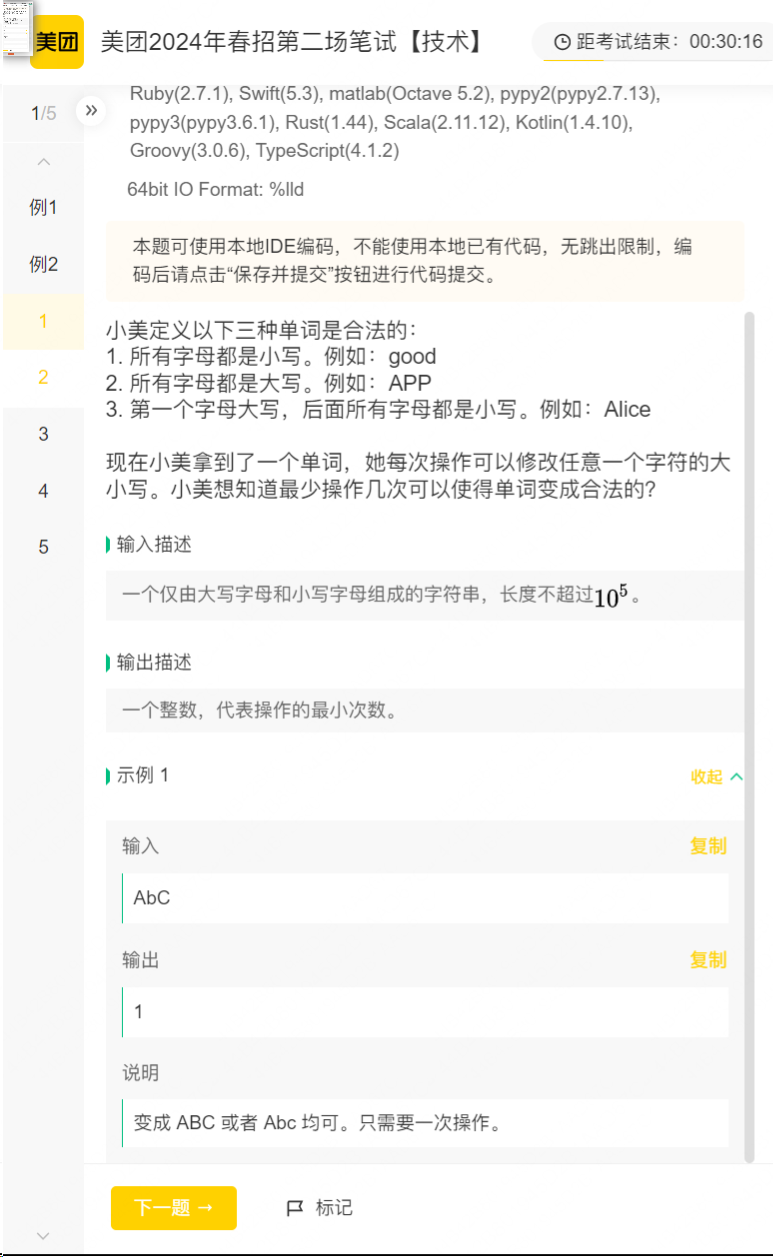 美团
美团2024年春招第二场笔试【技术】
距考试结束：00:30:16
1/5
»
例1
例2
1
2
3
4
5
Ruby(2.7.1), Swift(5.3), matlab(Octave 5.2), pypy2(pypy2.7.13),
pypy3(pypy3.6.1), Rust(1.44), Scala(2.11.12), Kotlin(1.4.10),
Groovy(3.0.6), TypeScript(4.1.2)
64bit IO Format: %lld
本题可使用本地IDE编码，不能使用本地已有代码，无跳出限制，编
码后请点击“保存并提交”按钮进行代码提交。
小美定义以下三种单词是合法的：
1. 所有字母都是小写。例如：good
2. 所有字母都是大写。例如：APP
3. 第一个字母大写，后面所有字母都是小写。例如：Alice
现在小美拿到了一个单词，她每次操作可以修改任意一个字符的大
小写。小美想知道最少操作几次可以使得单词变成合法的？
输入描述
一个仅由大写字母和小写字母组成的字符串，长度不超过10⁵。
输出描述
一个整数，代表操作的最小次数。
示例 1
收起
输入
复制
AbC
输出
复制
1
说明
变成 ABC 或者 Abc 均可。只需要一次操作。
下一题 →
标记